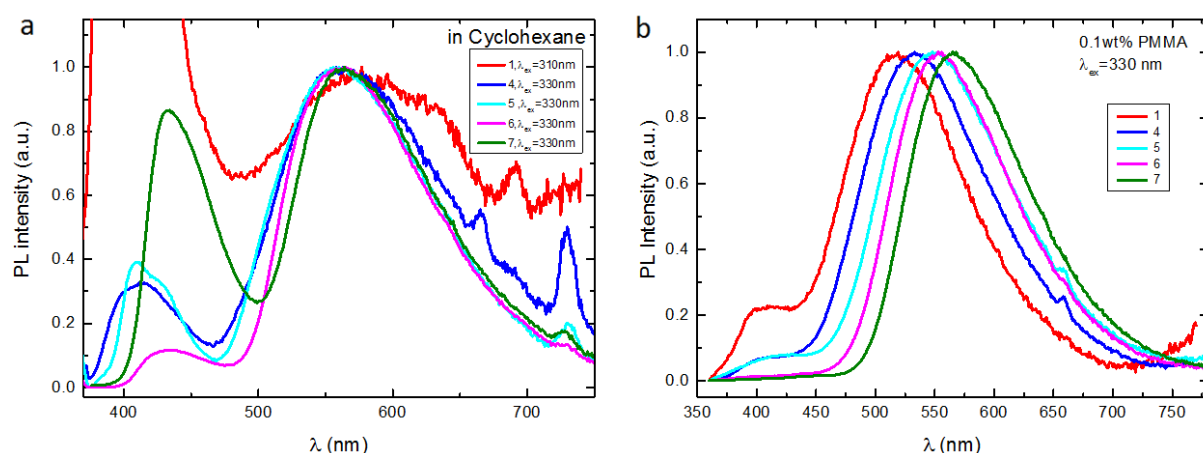 a
in Cyclohexane
1,λex=310nm
4,λex=330nm
5 ,λex=330nm
6,λex=330nm
7,λex=330nm
PL intensity (a.u.)
1.0
0.8
0.6
0.4
0.2
0.0
400 500 600 700
λ (nm)
b
0.1wt% PMMA
λex=330 nm
1
4
5
6
7
PL Intensity (a.u.)
1.0
0.8
0.6
0.4
0.2
0.0
350 400 450 500 550 600 650 700 750
λ (nm)